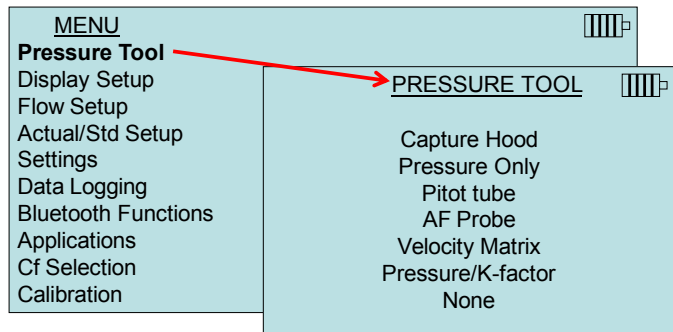 MENU
Pressure Tool
Display Setup
Flow Setup
Actual/Std Setup
Settings
Data Logging
Bluetooth Functions
Applications
Cf Selection
Calibration
PRESSURE TOOL
Capture Hood
Pressure Only
Pitot tube
AF Probe
Velocity Matrix
Pressure/K-factor
None